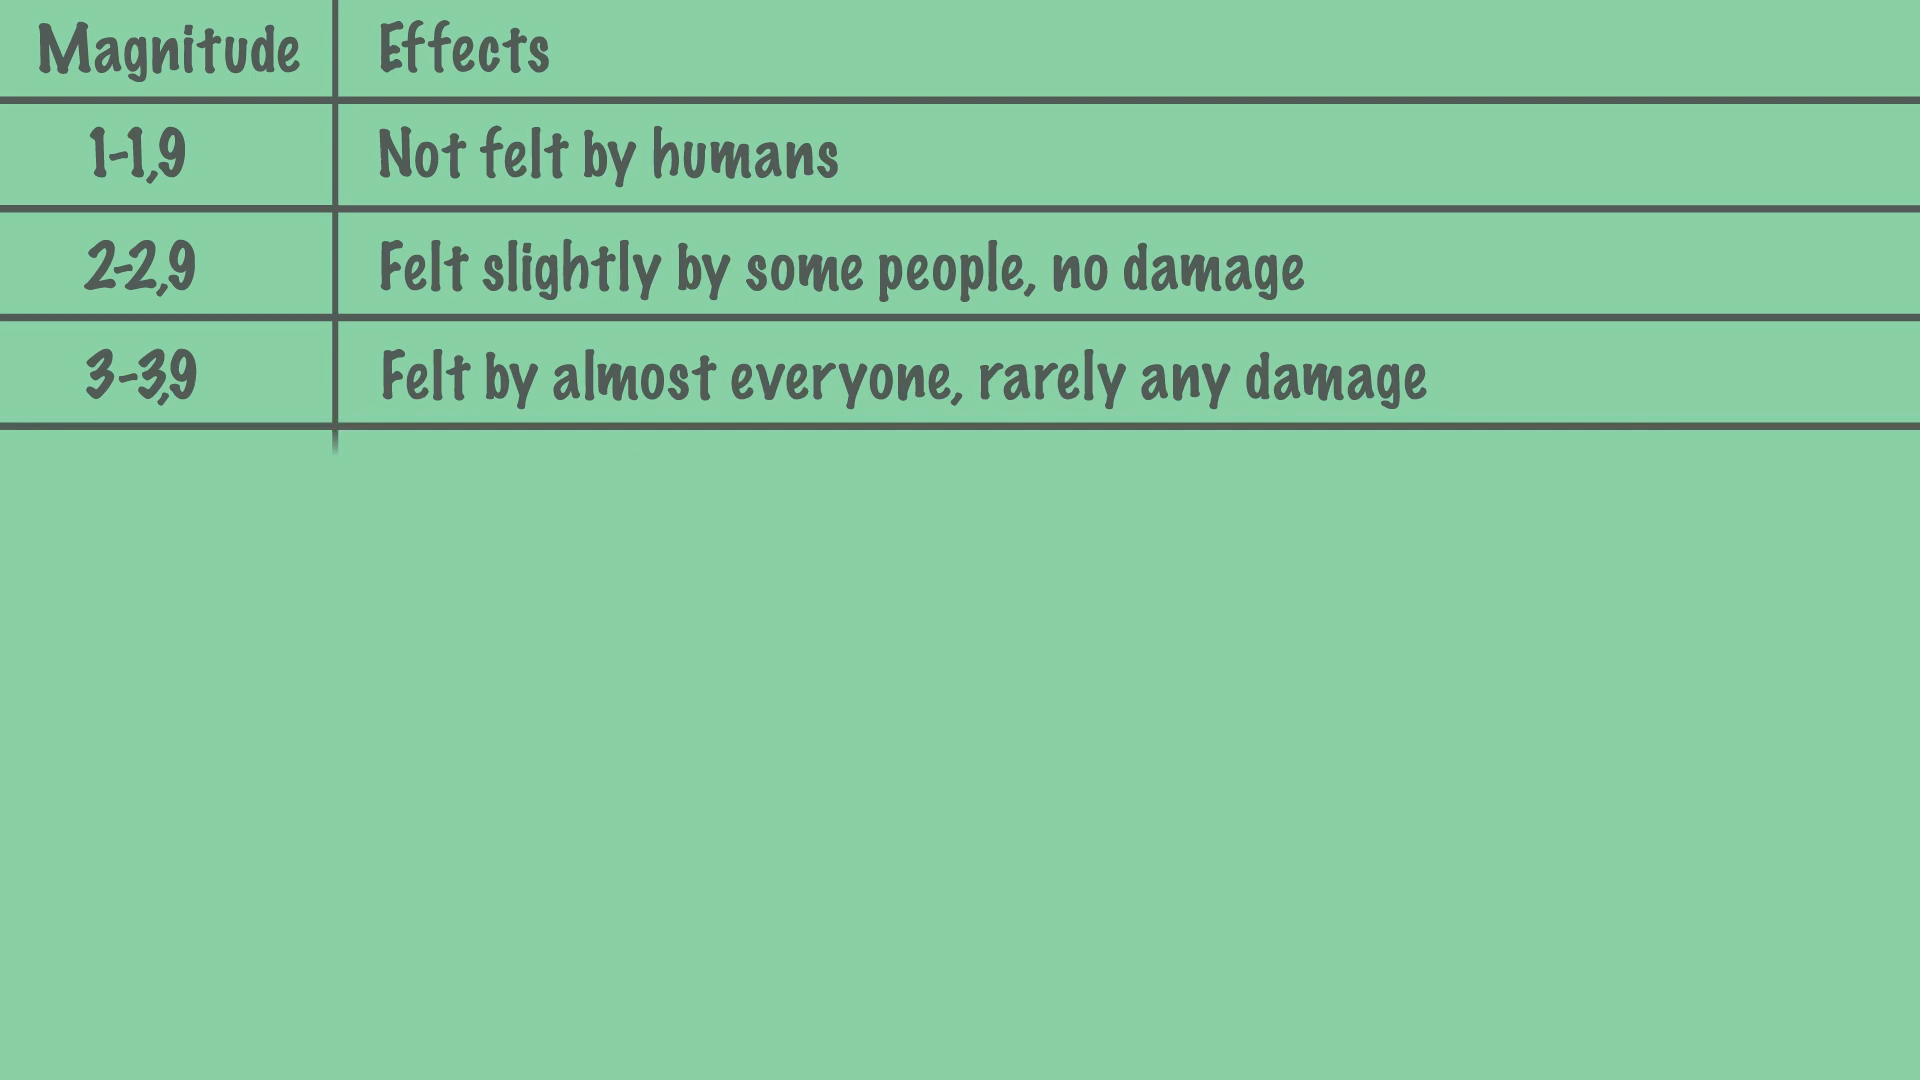 Magnitude Effects
1-1,9 Not felt by humans
2-2,9 Felt slightly by some people, no damage
3-3,9 Felt by almost everyone, rarely any damage